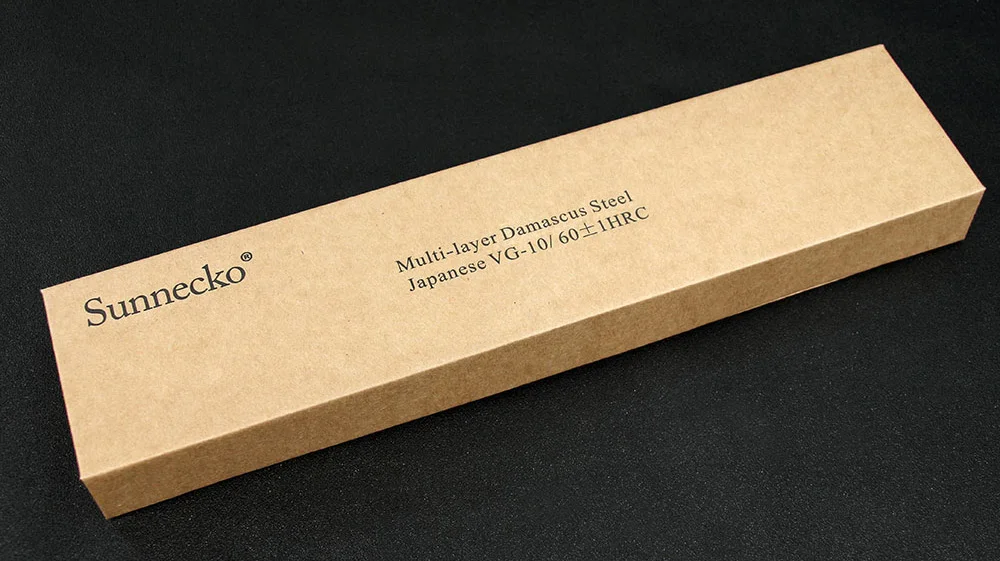 Sunnecko®
Multi-layer Damascus Steel
Japanese VG-10/ 60±1HRC